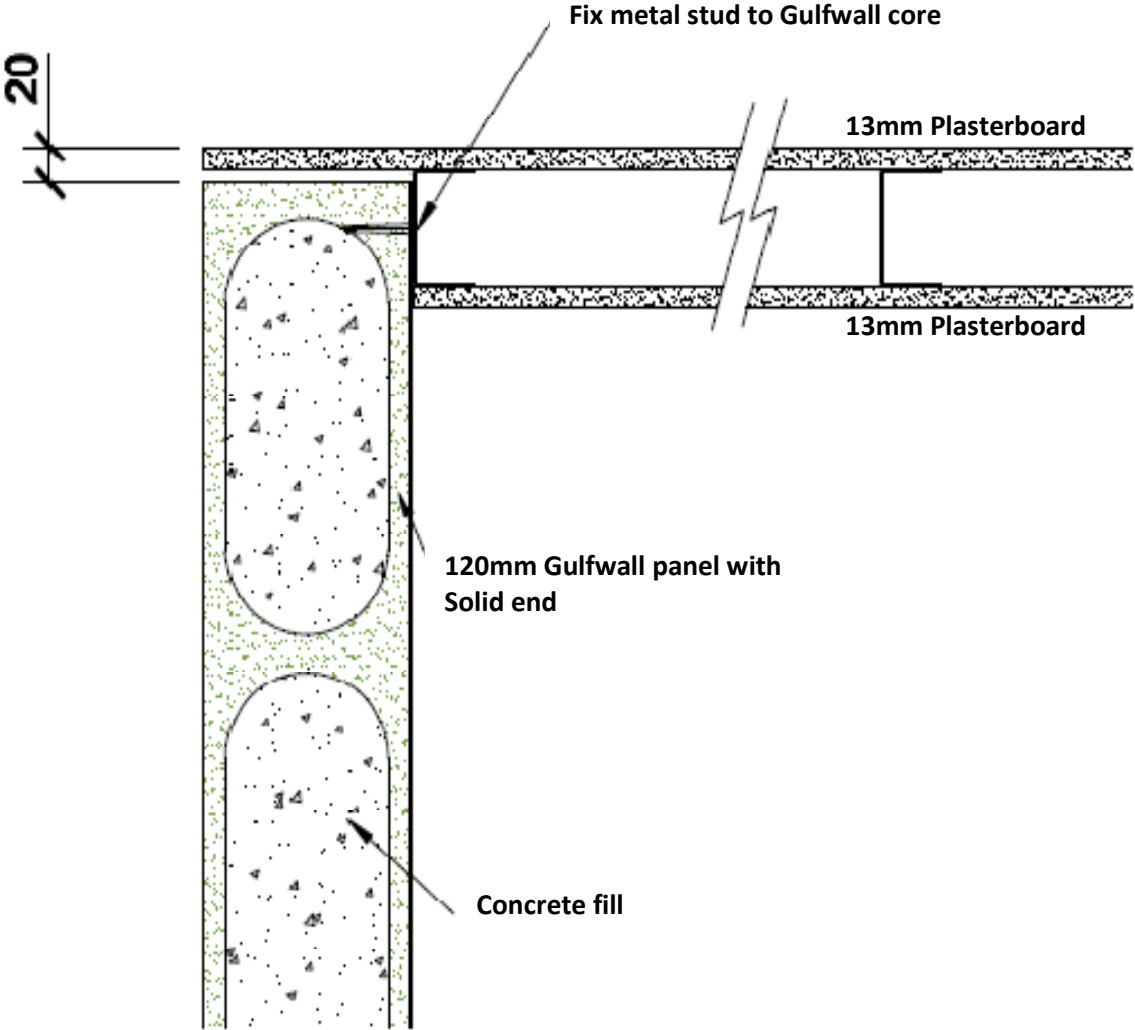 Fix metal stud to Gulfwall core
20
13mm Plasterboard
13mm Plasterboard
120mm Gulfwall panel with
Solid end
Concrete fill